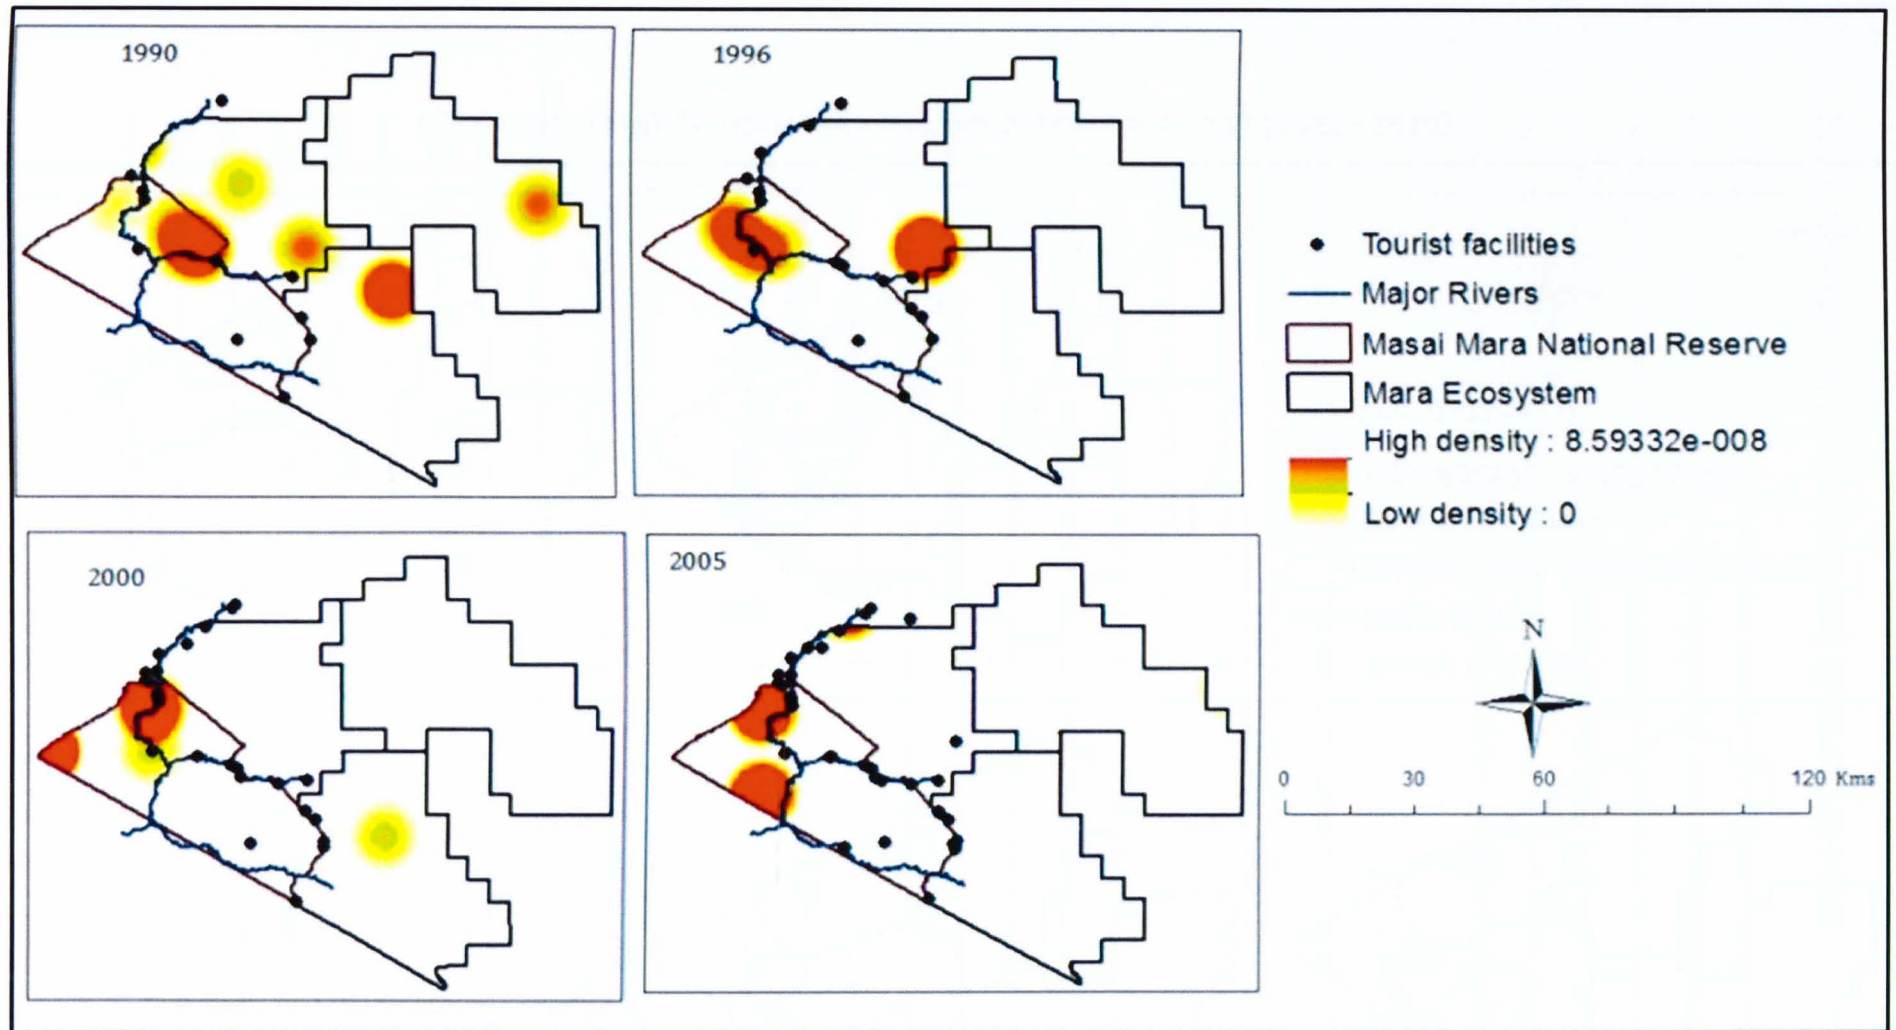 1990
1996
Tourist facilities
Major Rivers
Masai Mara National Reserve
Mara Ecosystem
High density : 8.59332e-008
Low density : 0
2000
2005
N
0 30 60 120 Kms